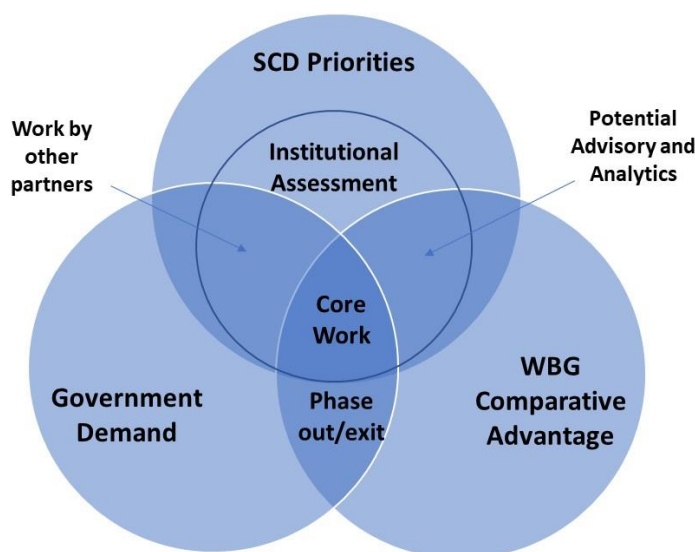 SCD Priorities
Work by
other
partners
Institutional
Assessment
Potential
Advisory and
Analytics
Core
Work
Government
Demand
Phase
out/exit
WBG
Comparative
Advantage